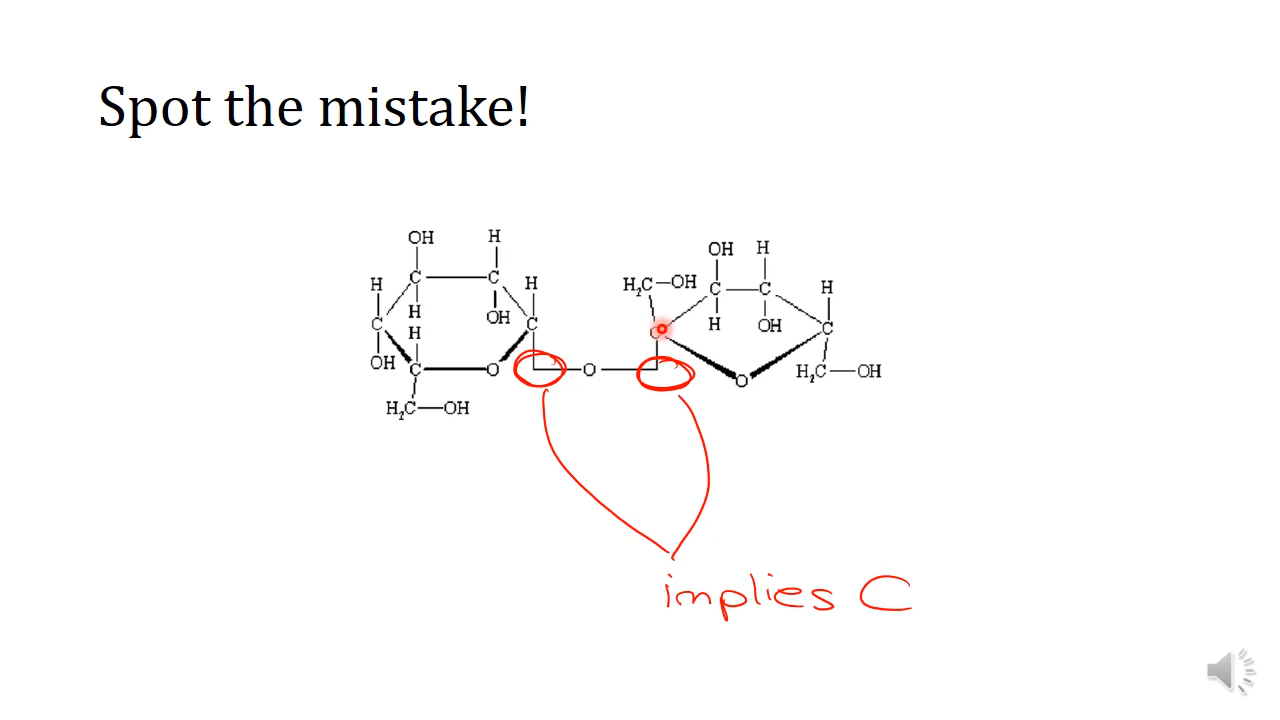 Spot the mistake!
OH H
H C C H
H OH
C H C
OH C O O
H₂C—OH
H₂C—OH OH H H
C C
C H OH C
O H₂C—OH
implies C